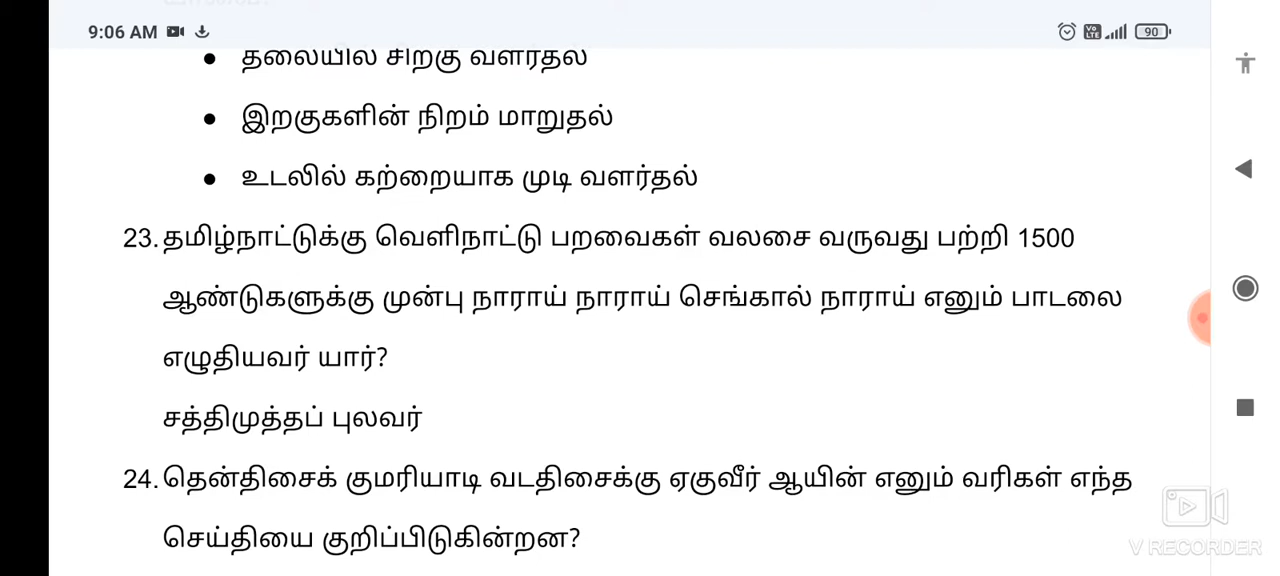 9:06 AM
90
தலையில் சிறகு வளர்தல்
• இறகுகளின் நிறம் மாறுதல்
• உடலில் கற்றையாக முடி வளர்தல்
23. தமிழ்நாட்டுக்கு வெளிநாட்டு பறவைகள் வலசை வருவது பற்றி 1500
ஆண்டுகளுக்கு முன்பு நாராய் நாராய் செங்கால் நாராய் எனும் பாடலை
எழுதியவர் யார்?
சத்திமுத்தப் புலவர்
24. தென்திசைக் குமரியாடி வடதிசைக்கு ஏகுவீர் ஆயின் எனும் வரிகள் எந்த
செய்தியை குறிப்பிடுகின்றன?
V RECORDER